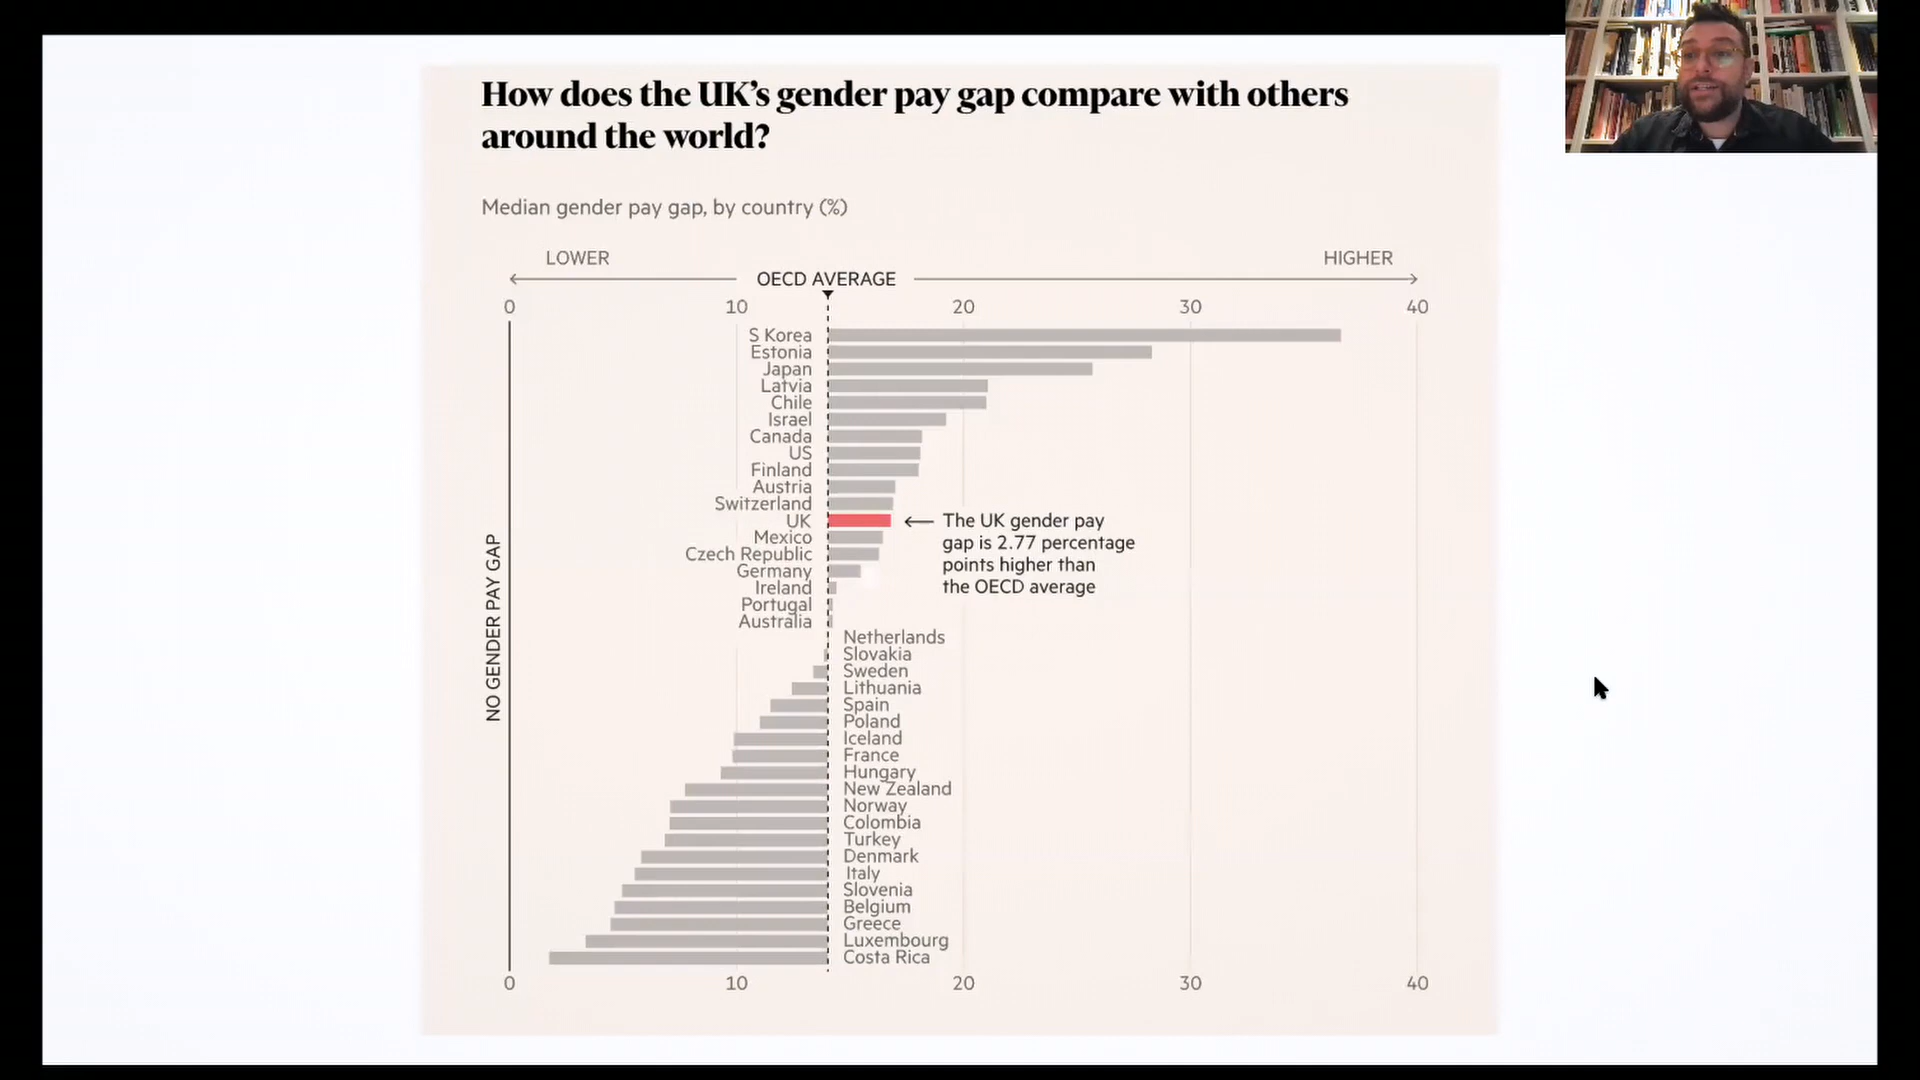 How does the UK's gender pay gap compare with others
around the world?
Median gender pay gap, by country (%)
LOWER
HIGHER
OECD AVERAGE
0 10 20 30 40
S Korea
Estonia
Japan
Latvia
Chile
Israel
Canada
US
Finland
Austria
Switzerland
UK
The UK gender pay
gap is 2.77 percentage
points higher than
the OECD average
Mexico
Czech Republic
Germany
Ireland
Portugal
Australia
NO GENDER PAY GAP
Netherlands
Slovakia
Sweden
Lithuania
Spain
Poland
Iceland
France
Hungary
New Zealand
Norway
Colombia
Turkey
Denmark
Italy
Slovenia
Belgium
Greece
Luxembourg
Costa Rica
0 10 20 30 40